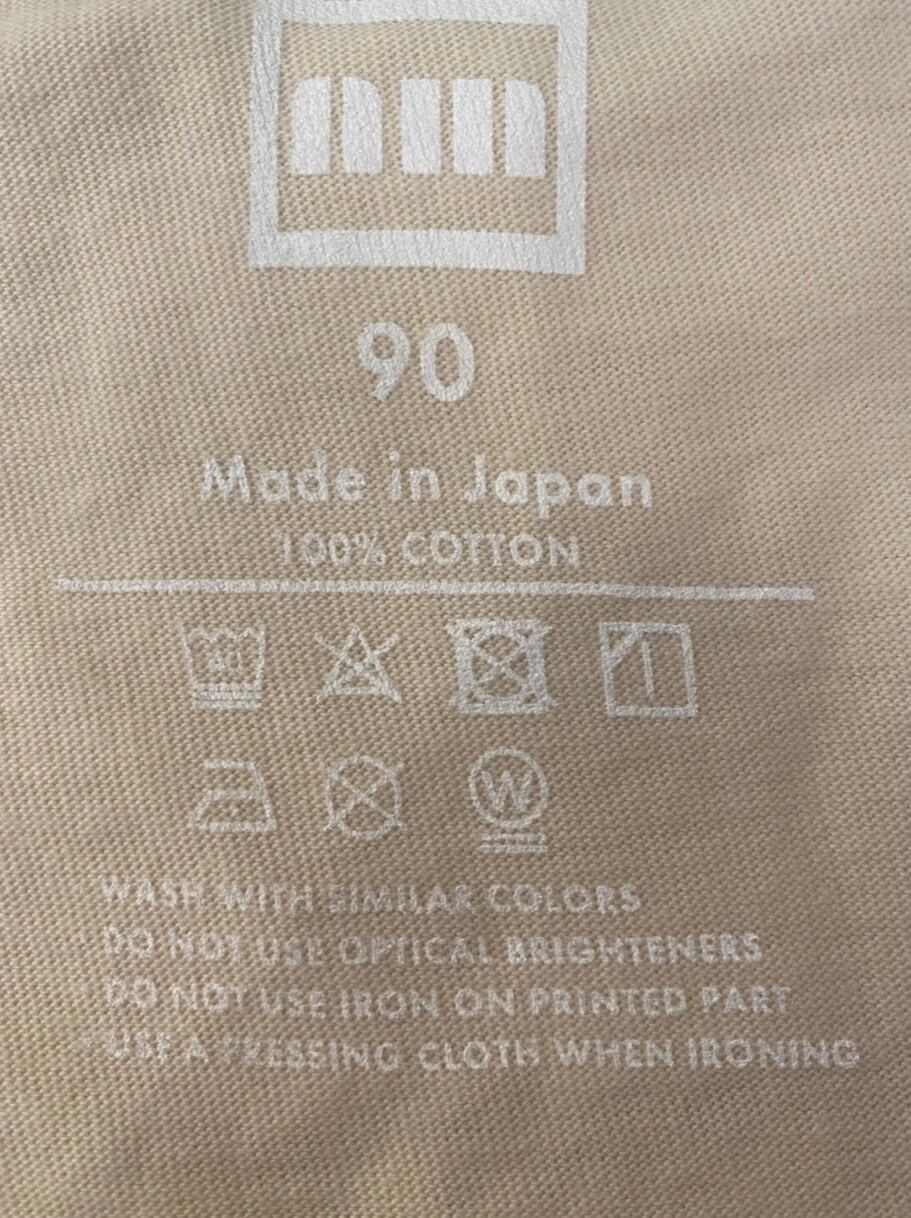 90
Made in Japan
100% COTTON
40
W
WASH WITH SIMILAR COLORS
DO NOT USE OPTICAL BRIGHTENERS
DO NOT USE IRON ON PRINTED PART
USE A PRESSING CLOTH WHEN IRONING